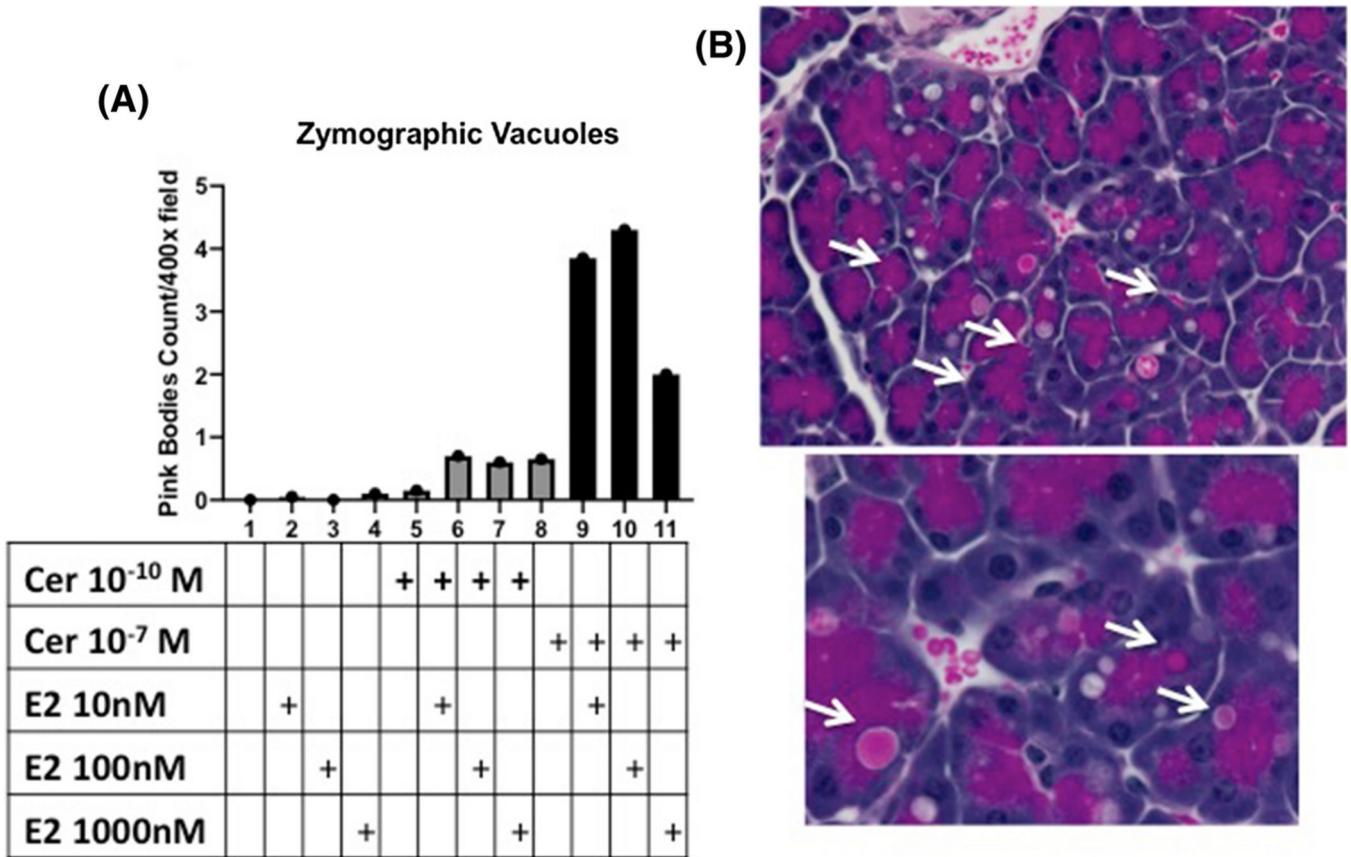 (A)
Zymographic Vacuoles
Pink Bodies Count/400x field
5
4
3
2
1
0
1 2 3 4 5 6 7 8 9 10 11
Cer 10⁻¹⁰ M + + + +
Cer 10⁻⁷ M + + + +
E2 10nM + + +
E2 100nM + + +
E2 1000nM + + +
(B)